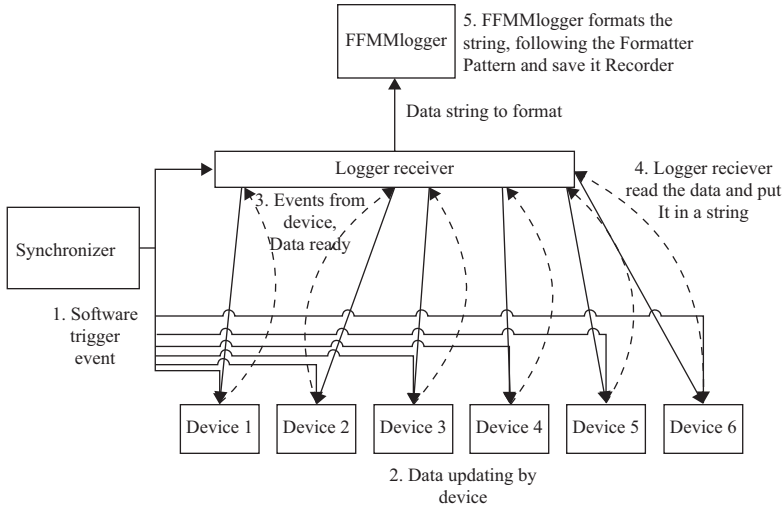 FFMMlogger
5. FFMMlogger formats the
string, following the Formatter
Pattern and save it Recorder
Data string to format
Logger receiver
4. Logger reciever
read the data and put
It in a string
3. Events from
device,
Data ready
Synchronizer
1. Software
trigger
event
Device 1
Device 2
Device 3
Device 4
Device 5
Device 6
2. Data updating by
device